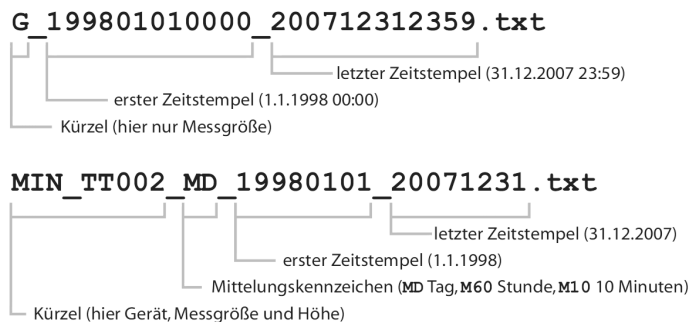 G_199801010000_200712312359.txt
letzter Zeitstempel (31.12.2007 23:59)
erster Zeitstempel (1.1.1998 00:00)
Kürzel (hier nur Messgröße)
MIN_TT002_MD_19980101_20071231.txt
letzter Zeitstempel (31.12.2007)
erster Zeitstempel (1.1.1998)
Mittelungskennzeichen (MD Tag, M60 Stunde, M10 10 Minuten)
Kürzel (hier Gerät, Messgröße und Höhe)